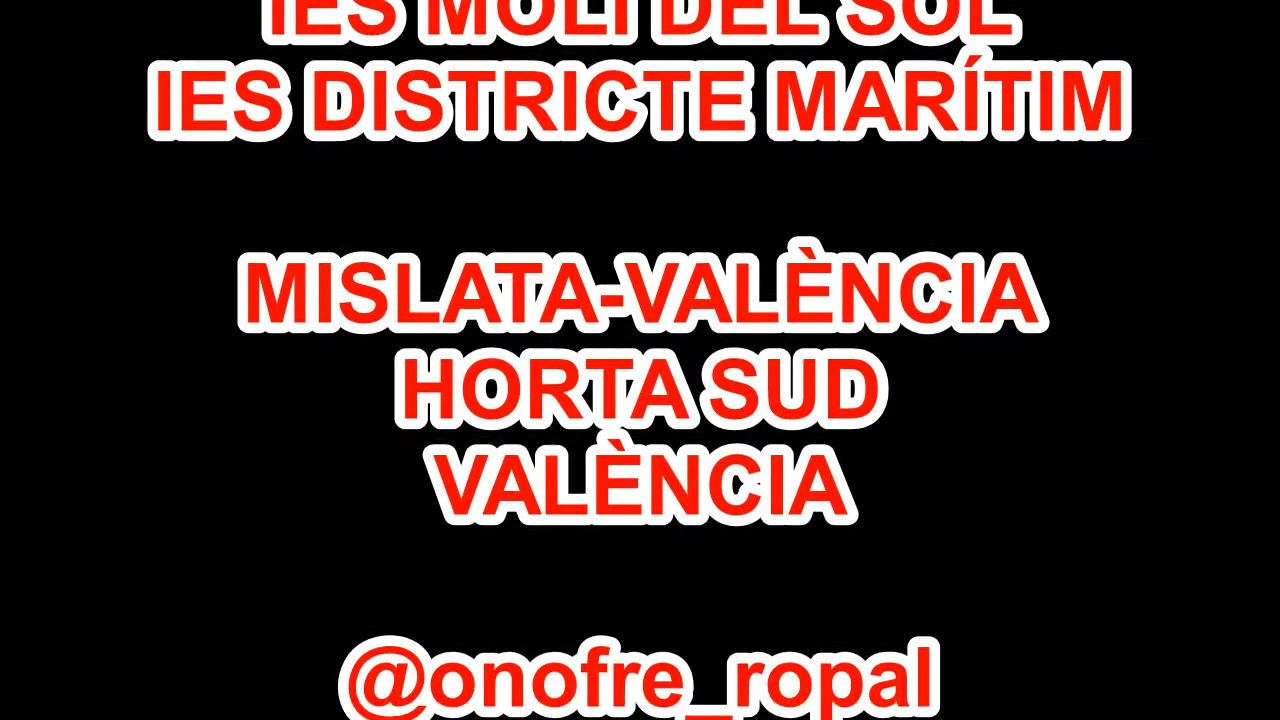 IES MOLÍ DEL SOL
IES DISTRICTE MARÍTIM
MISLATA-VALÈNCIA
HORTA SUD
VALÈNCIA
@onofre_ropal